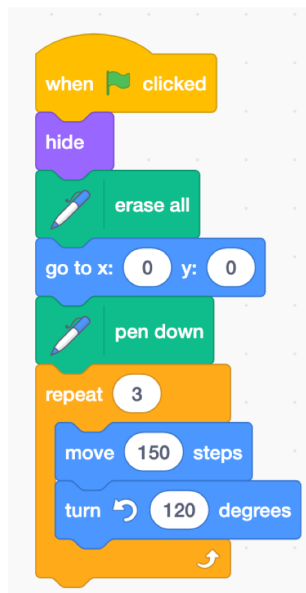 when clicked
hide
erase all
go to x: 0 y: 0
pen down
repeat 3
move 150 steps
turn 120 degrees